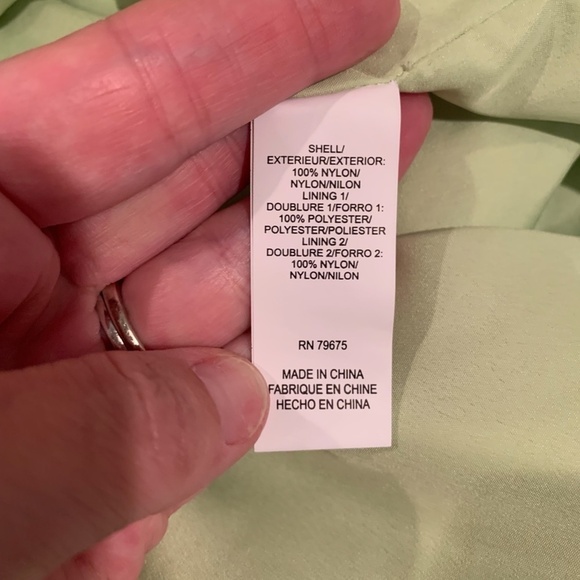 SHELL/
EXTERIEUR/EXTERIOR:
100% NYLON/
NYLON/NILON
LINING 1/
DOUBLURE 1/FORRO 1:
100% POLYESTER/
POLYESTER/POLIESTER
LINING 2/
DOUBLURE 2/FORRO 2:
100% NYLON/
NYLON/NILON
RN 79675
MADE IN CHINA
FABRIQUE EN CHINE
HECHO EN CHINA